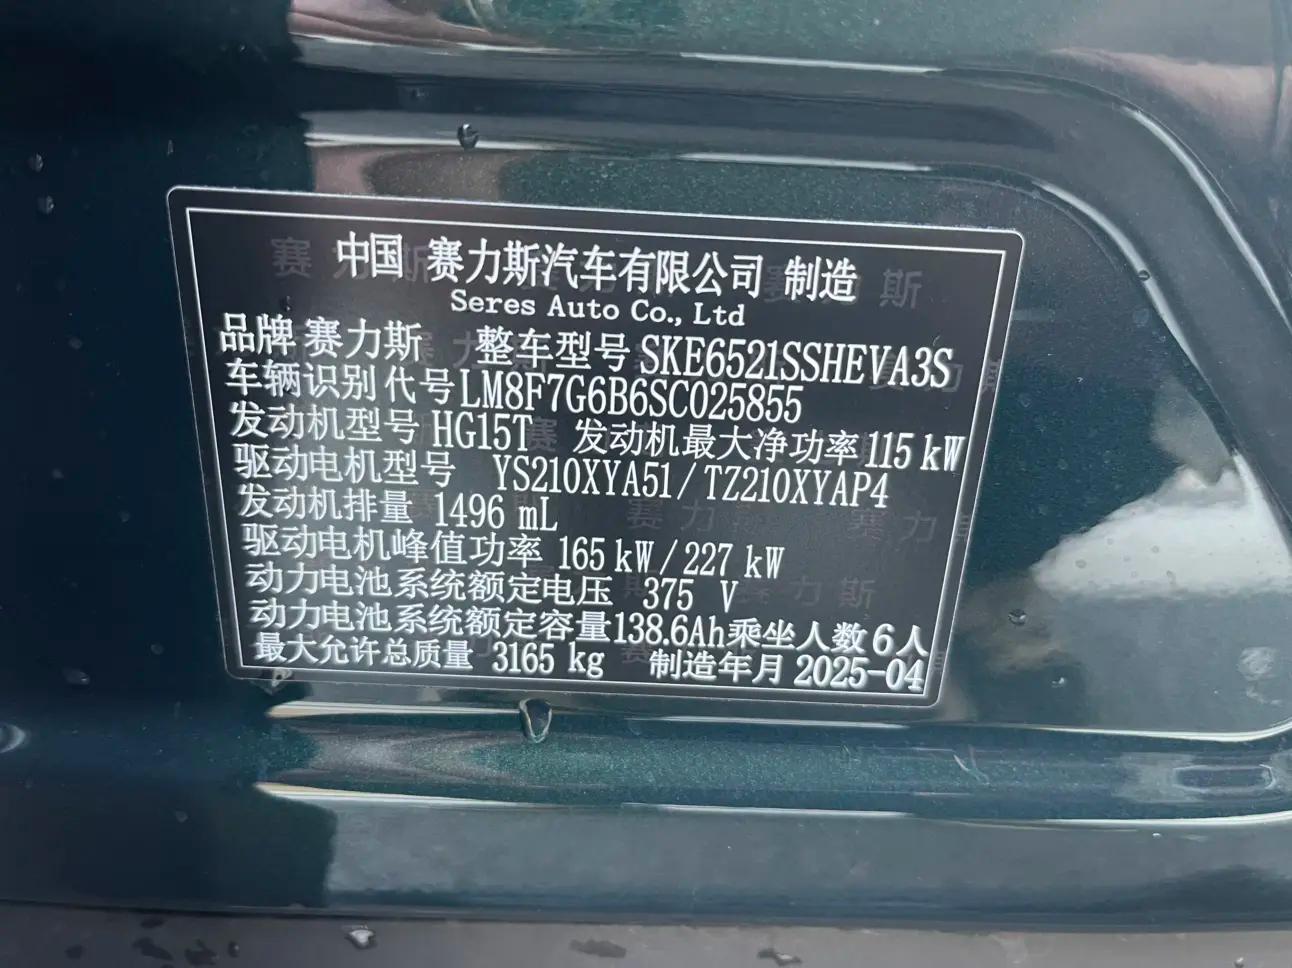 中国 赛力斯汽车有限公司 制造
Seres Auto Co., Ltd
品牌 赛力斯 整车型号 SKE6521SSHEVA3S
车辆识别代号 LM8F7G6B6SC025855
发动机型号 HG15T 发动机最大净功率 115 kW
驱动电机型号 YS210XYA51 / TZ210XYAP4
发动机排量 1496 mL
驱动电机峰值功率 165 kW / 227 kW
动力电池系统额定电压 375 V
动力电池系统额定容量 138.6Ah 乘坐人数 6人
最大允许总质量 3165 kg 制造年月 2025-04